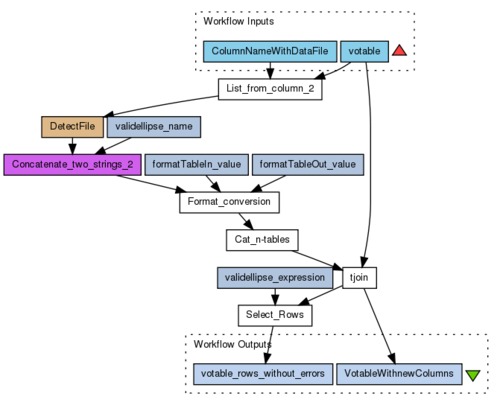 Workflow Inputs
ColumnNameWithDataFile
votable
List_from_column_2
DetectFile
validellipse_name
Concatenate_two_strings_2
formatTableIn_value
formatTableOut_value
Format_conversion
Cat_n-tables
validellipse_expression
tjoin
Select_Rows
Workflow Outputs
votable_rows_without_errors
VotableWithnewColumns